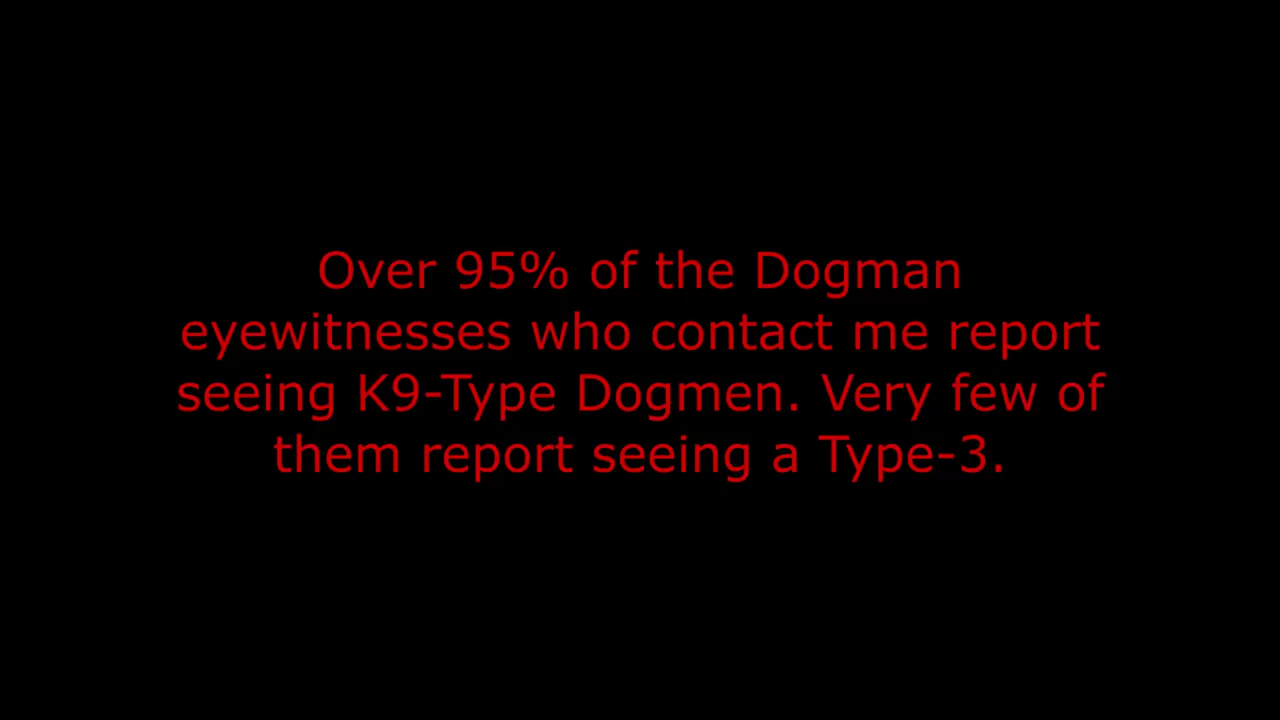 Over 95% of the Dogman
eyewitnesses who contact me report
seeing K9-Type Dogmen. Very few of
them report seeing a Type-3.